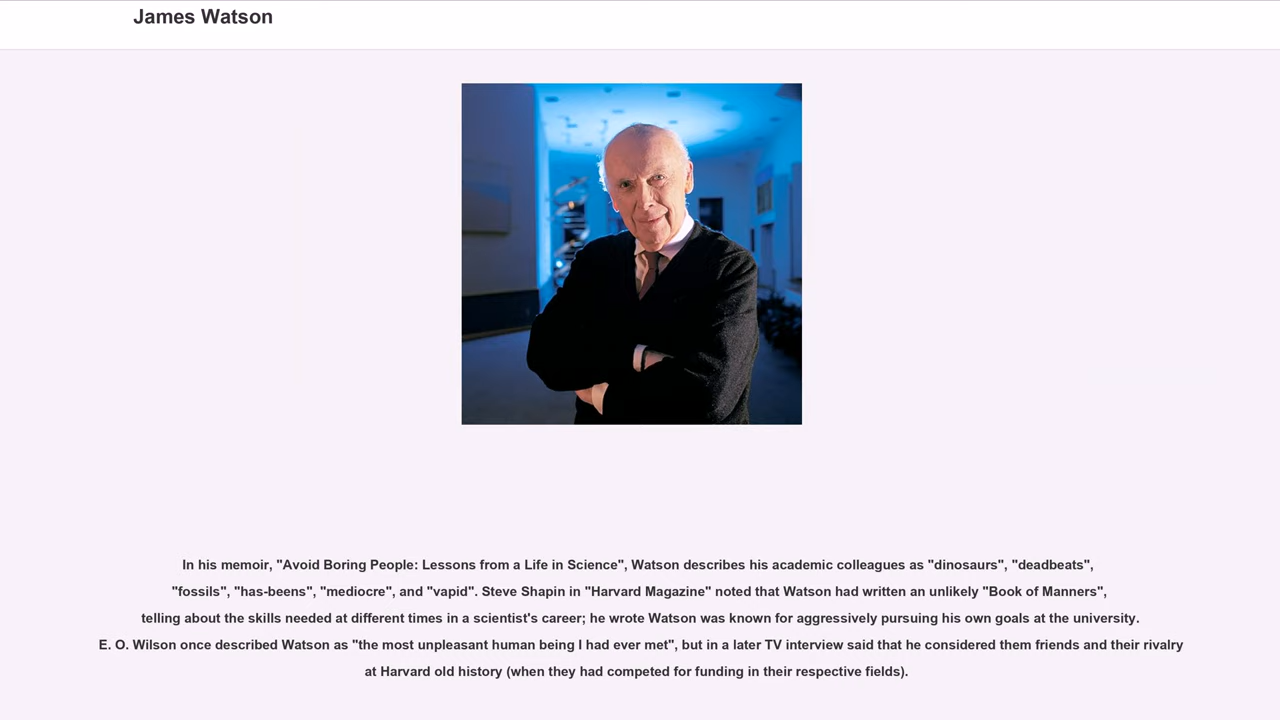 James Watson
In his memoir, "Avoid Boring People: Lessons from a Life in Science", Watson describes his academic colleagues as "dinosaurs", "deadbeats",
"fossils", "has-beens", "mediocre", and "vapid". Steve Shapin in "Harvard Magazine" noted that Watson had written an unlikely "Book of Manners",
telling about the skills needed at different times in a scientist's career; he wrote Watson was known for aggressively pursuing his own goals at the university.
E. O. Wilson once described Watson as "the most unpleasant human being I had ever met", but in a later TV interview said that he considered them friends and their rivalry
at Harvard old history (when they had competed for funding in their respective fields).